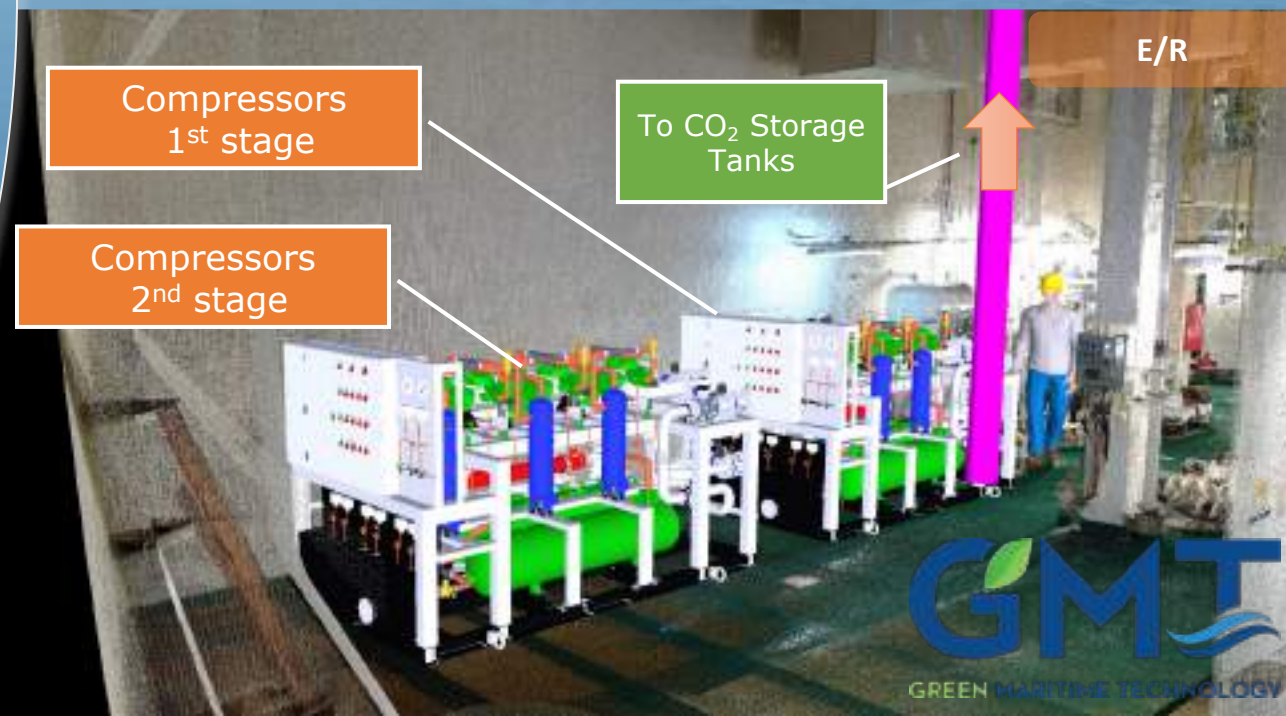 E/R
Compressors
1st stage
To CO₂ Storage
Tanks
Compressors
2nd stage
GMT
GREEN MARITIME TECHNOLOGY